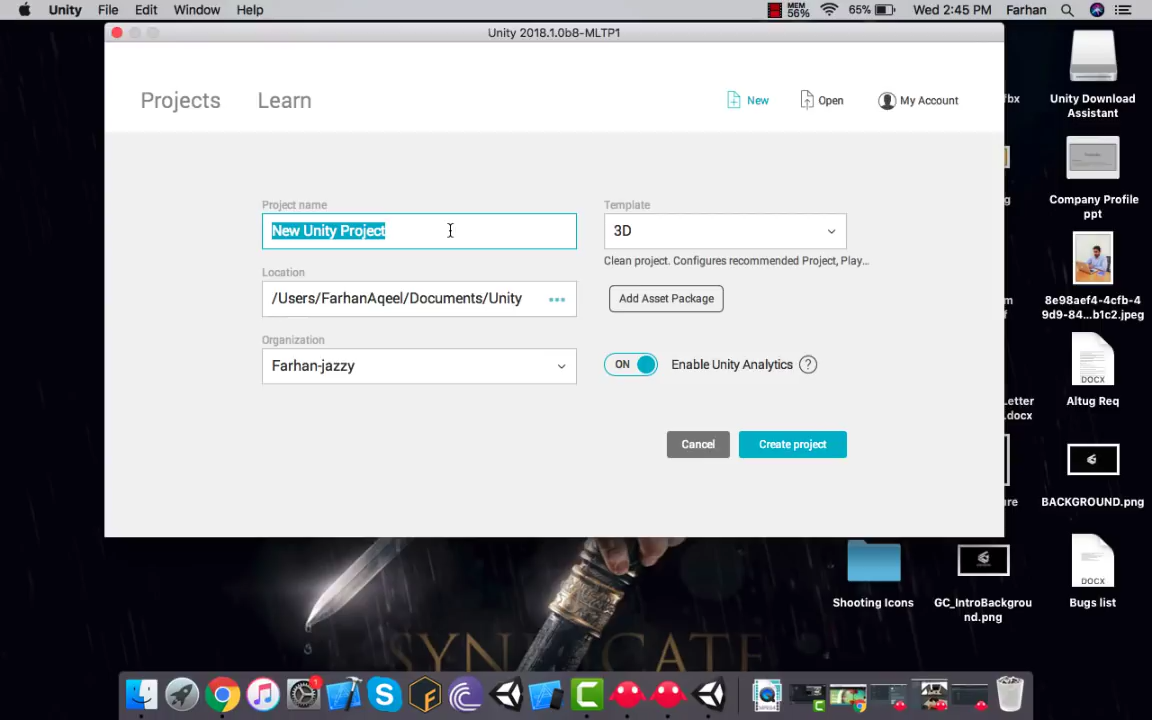 Unity File Edit Window Help
MEM
56%
65%
Wed 2:45 PM Farhan
Unity 2018.1.0b8-MLTP1
Projects Learn
New Open My Account
Project name
New Unity Project
Location
/Users/FarhanAqeel/Documents/Unity
Organization
Farhan-jazzy
Template
3D
Clean project. Configures recommended Project, Play...
Add Asset Package
ON Enable Unity Analytics ?
Cancel Create project
fbx
Unity Download
Assistant
Company Profile
ppt
8e98aef4-4cfb-4
9d9-84...b1c2.jpeg
DOCX
Altug Req
Letter
.docx
BACKGROUND.png
Shooting Icons
GC_IntroBackgrou
nd.png
DOCX
Bugs list
SYNDICATE
1